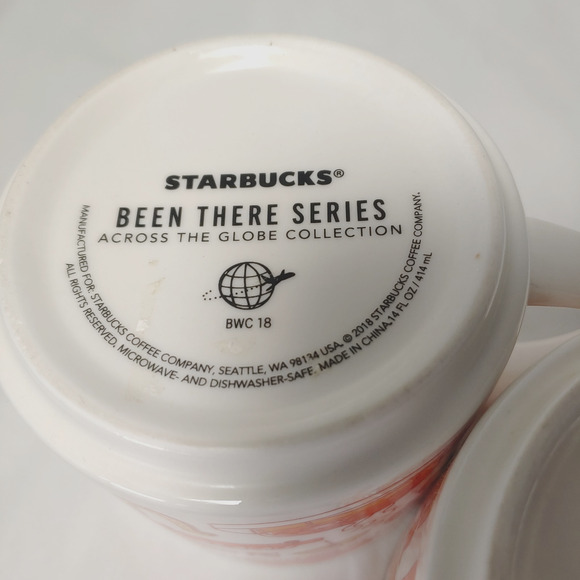 STARBUCKS®
BEEN THERE SERIES
ACROSS THE GLOBE COLLECTION
BWC 18
MANUFACTURED FOR: STARBUCKS COFFEE COMPANY, SEATTLE, WA 98134 USA. © 2018 STARBUCKS COFFEE COMPANY.
ALL RIGHTS RESERVED. MICROWAVE- AND DISHWASHER-SAFE. MADE IN CHINA.14 FL OZ / 414 mL